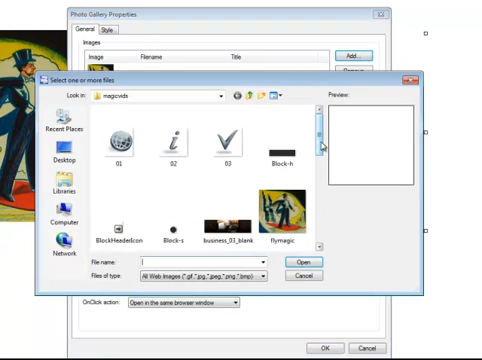 Photo Gallery Properties
General Style
Images
Image Filename Title
Add...
Select one or more files
Look in: magicvids
Preview:
Recent Places
Desktop
Libraries
Computer
Network
01 02 03 Block-h
BlockHeaderIcon Block-s business_03_blank flymagic
File name: Open
Files of type: All Web Images (*.gif,*.jpg,*.jpeg,*.png,*.bmp) Cancel
OnClick action: Open in the same browser window
OK Cancel